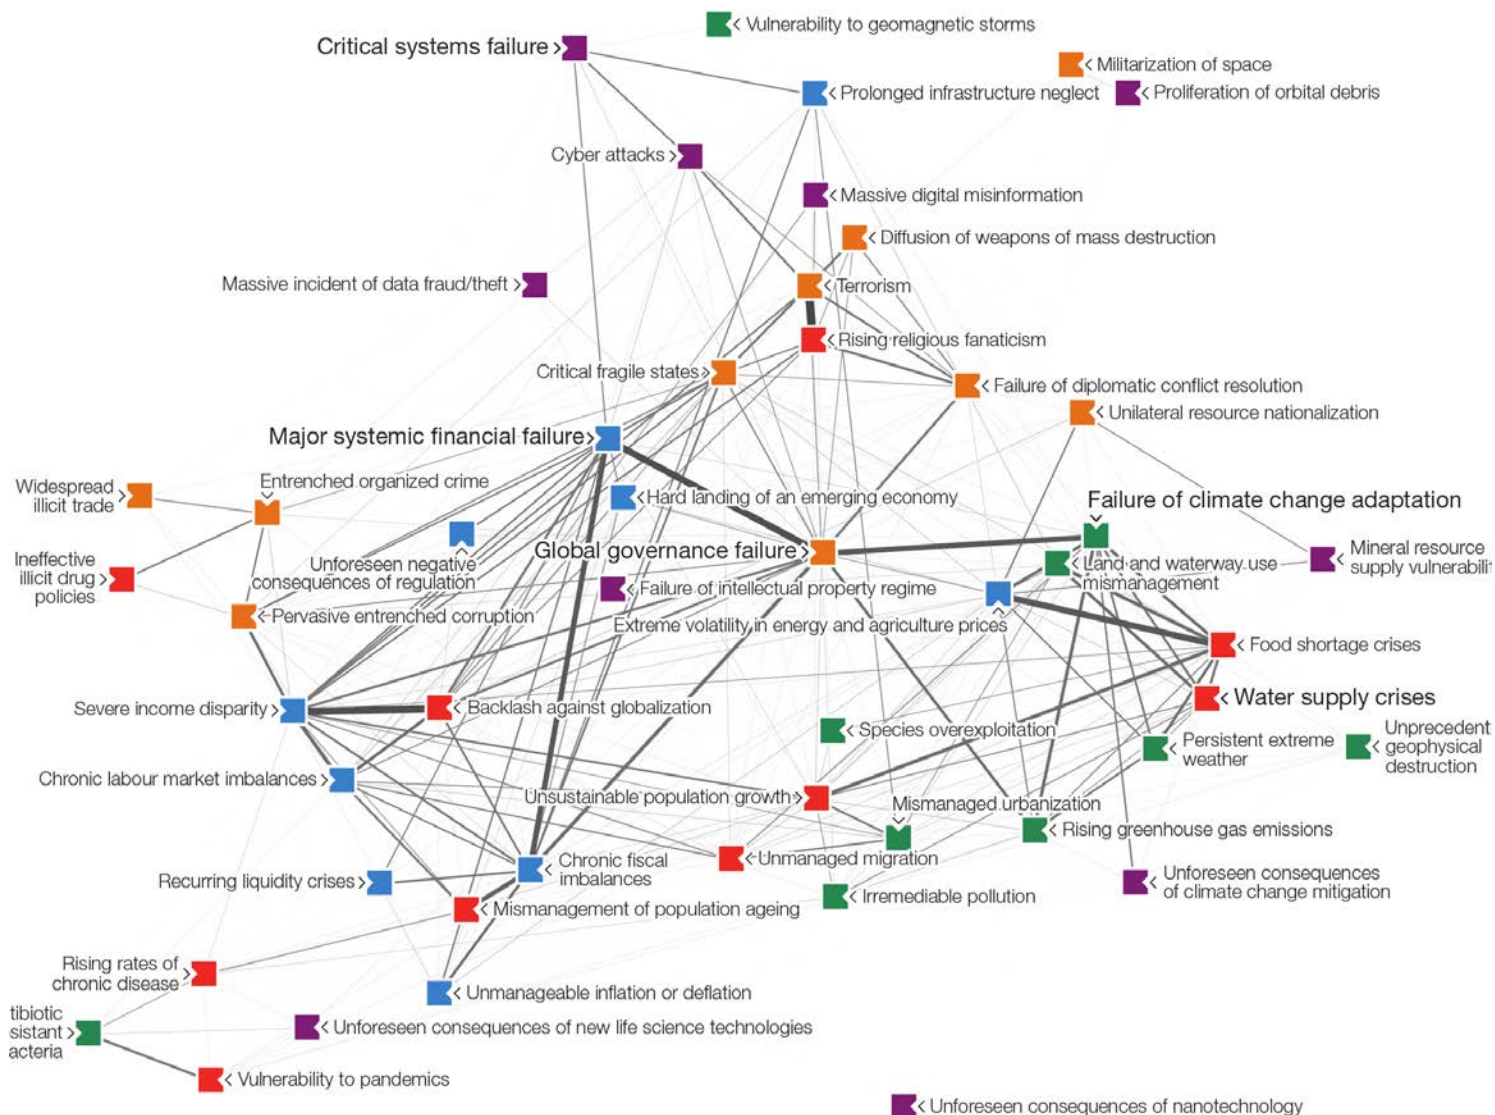 Vulnerability to geomagnetic storms
Critical systems failure
Militarization of space
Prolonged infrastructure neglect
Proliferation of orbital debris
Cyber attacks
Massive digital misinformation
Diffusion of weapons of mass destruction
Massive incident of data fraud/theft
Terrorism
Rising religious fanaticism
Critical fragile states
Failure of diplomatic conflict resolution
Unilateral resource nationalization
Major systemic financial failure
Widespread
illicit trade
Entrenched organized crime
Hard landing of an emerging economy
Failure of climate change adaptation
Unforeseen negative
consequences of regulation
Global governance failure
Land and waterway use
mismanagement
Mineral resource
supply vulnerabilit
Ineffective
illicit drug
policies
Failure of intellectual property regime
Pervasive entrenched corruption
Extreme volatility in energy and agriculture prices
Food shortage crises
Severe income disparity
Backlash against globalization
Water supply crises
Species overexploitation
Persistent extreme
weather
Unprecedent
geophysical
destruction
Chronic labour market imbalances
Unsustainable population growth
Mismanaged urbanization
Rising greenhouse gas emissions
Chronic fiscal
imbalances
Unmanaged migration
Recurring liquidity crises
Irremediable pollution
Unforeseen consequences
of climate change mitigation
Mismanagement of population ageing
Rising rates of
chronic disease
Unmanageable inflation or deflation
tibiotic
sistant
acteria
Unforeseen consequences of new life science technologies
Vulnerability to pandemics
Unforeseen consequences of nanotechnology